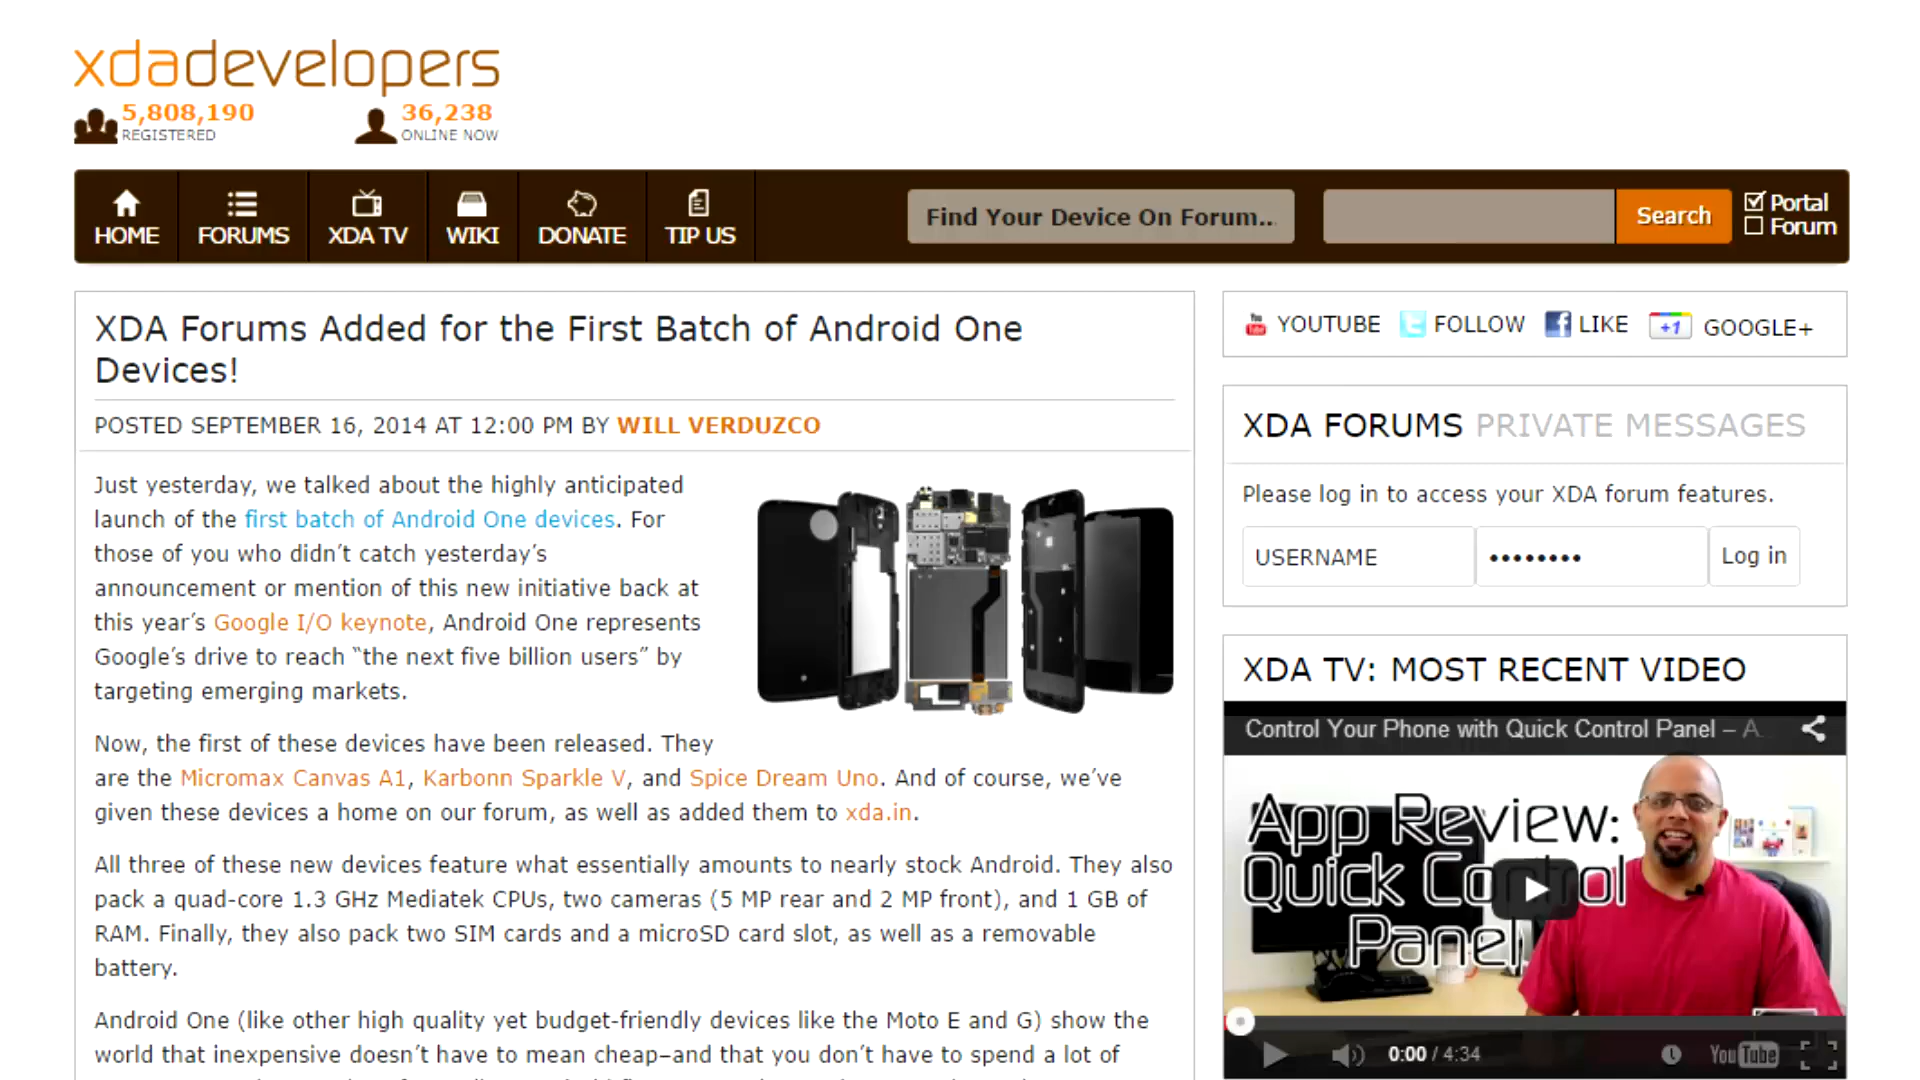 xdadevelopers
5,808,190
REGISTERED
36,238
ONLINE NOW
HOME
FORUMS
XDA TV
WIKI
DONATE
TIP US
Find Your Device On Forum..
Search
Portal
Forum
XDA Forums Added for the First Batch of Android One
Devices!
POSTED SEPTEMBER 16, 2014 AT 12:00 PM BY WILL VERDUZCO
Just yesterday, we talked about the highly anticipated
launch of the first batch of Android One devices. For
those of you who didn’t catch yesterday’s
announcement or mention of this new initiative back at
this year’s Google I/O keynote, Android One represents
Google’s drive to reach “the next five billion users” by
targeting emerging markets.
Now, the first of these devices have been released. They
are the Micromax Canvas A1, Karbonn Sparkle V, and Spice Dream Uno. And of course, we’ve
given these devices a home on our forum, as well as added them to xda.in.
All three of these new devices feature what essentially amounts to nearly stock Android. They also
pack a quad-core 1.3 GHz Mediatek CPUs, two cameras (5 MP rear and 2 MP front), and 1 GB of
RAM. Finally, they also pack two SIM cards and a microSD card slot, as well as a removable
battery.
Android One (like other high quality yet budget-friendly devices like the Moto E and G) show the
world that inexpensive doesn’t have to mean cheap–and that you don’t have to spend a lot of
YOUTUBE
FOLLOW
LIKE
+1
GOOGLE+
XDA FORUMS PRIVATE MESSAGES
Please log in to access your XDA forum features.
USERNAME
••••••••
Log in
XDA TV: MOST RECENT VIDEO
Control Your Phone with Quick Control Panel – A...
App Review:
Quick Control
Panel
0:00 / 4:34
YouTube